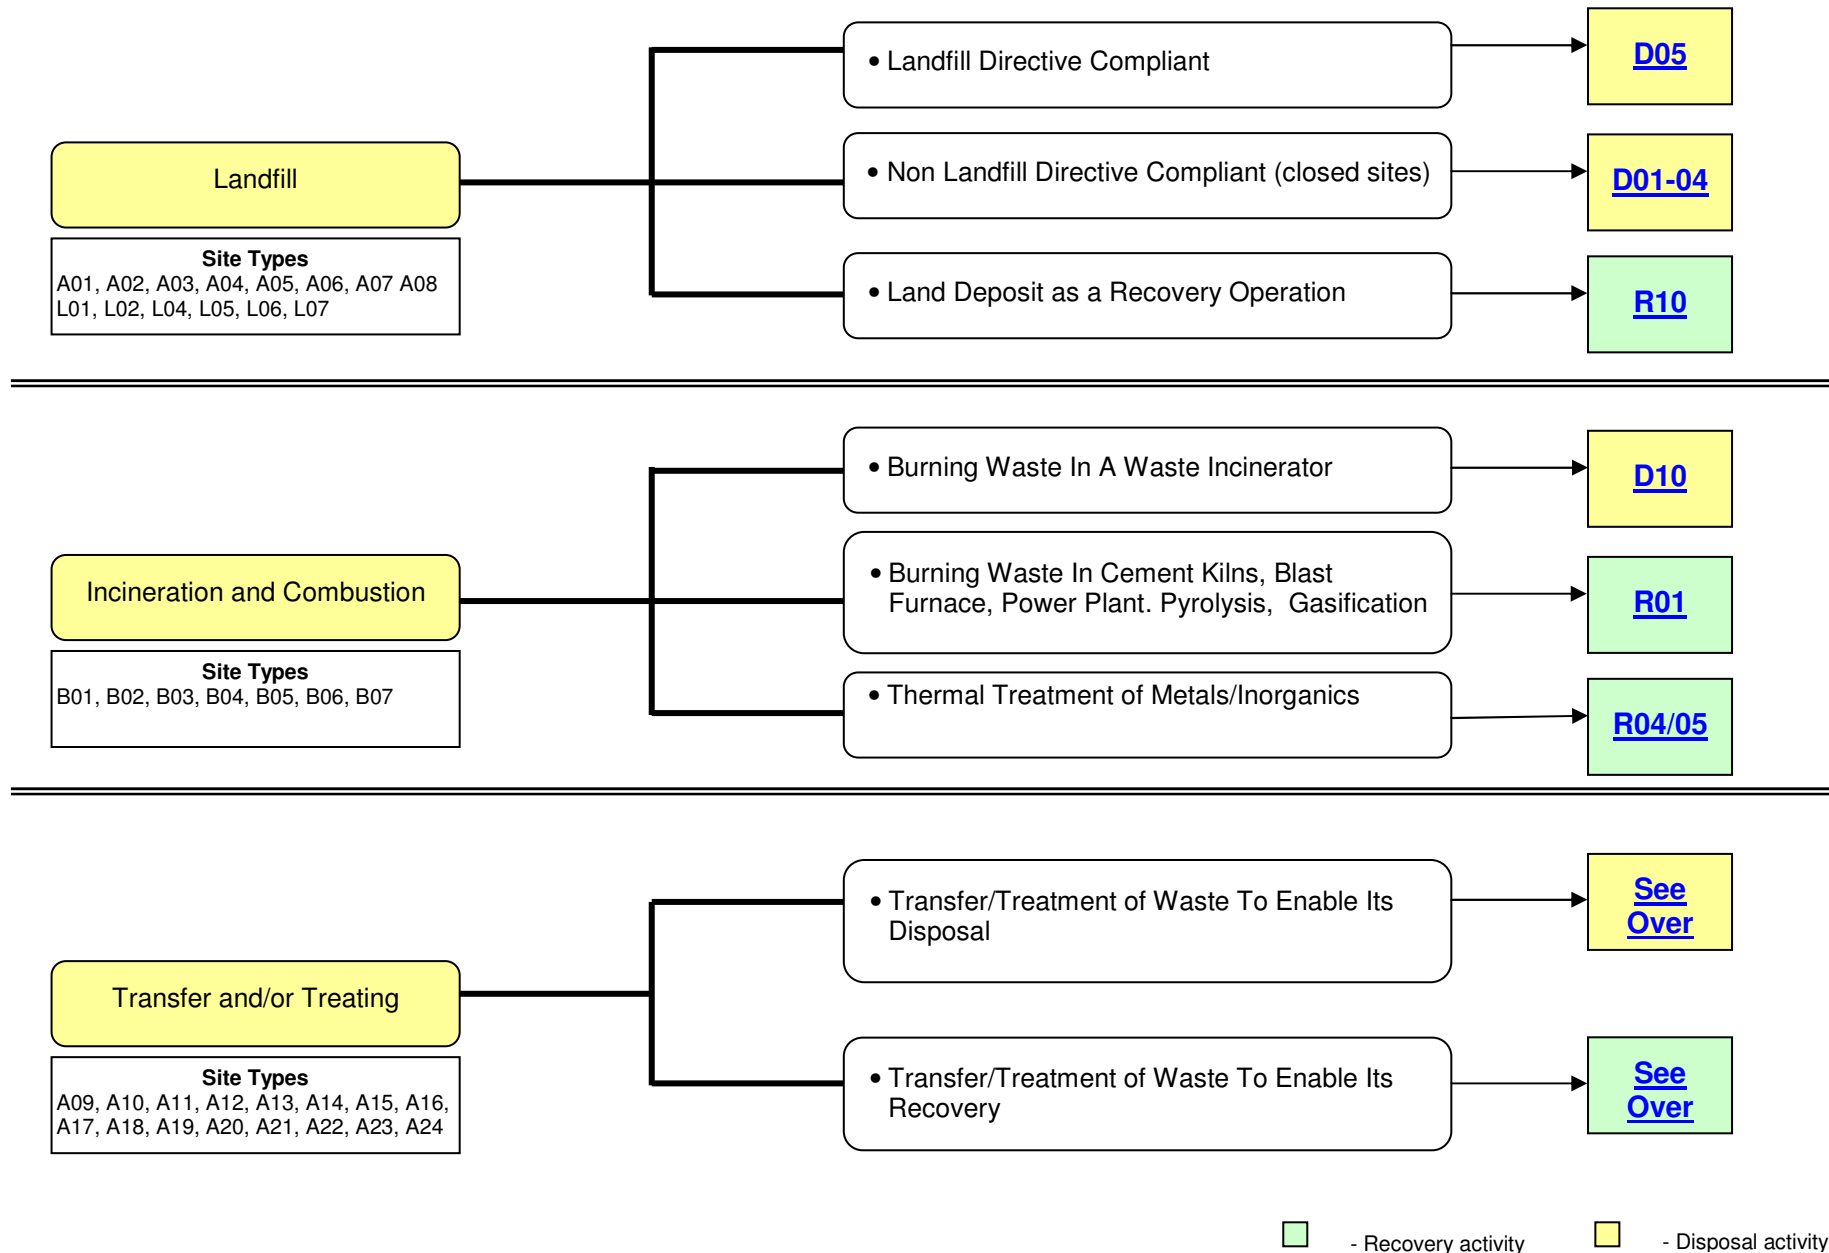 • Landfill Directive Compliant
D05
Landfill
• Non Landfill Directive Compliant (closed sites)
D01-04
Site Types
A01, A02, A03, A04, A05, A06, A07 A08
L01, L02, L04, L05, L06, L07
• Land Deposit as a Recovery Operation
R10
• Burning Waste In A Waste Incinerator
D10
Incineration and Combustion
• Burning Waste In Cement Kilns, Blast
Furnace, Power Plant. Pyrolysis, Gasification
R01
Site Types
B01, B02, B03, B04, B05, B06, B07
• Thermal Treatment of Metals/Inorganics
R04/05
• Transfer/Treatment of Waste To Enable Its
Disposal
See
Over
Transfer and/or Treating
Site Types
A09, A10, A11, A12, A13, A14, A15, A16,
A17, A18, A19, A20, A21, A22, A23, A24
• Transfer/Treatment of Waste To Enable Its
Recovery
See
Over
- Recovery activity
- Disposal activity